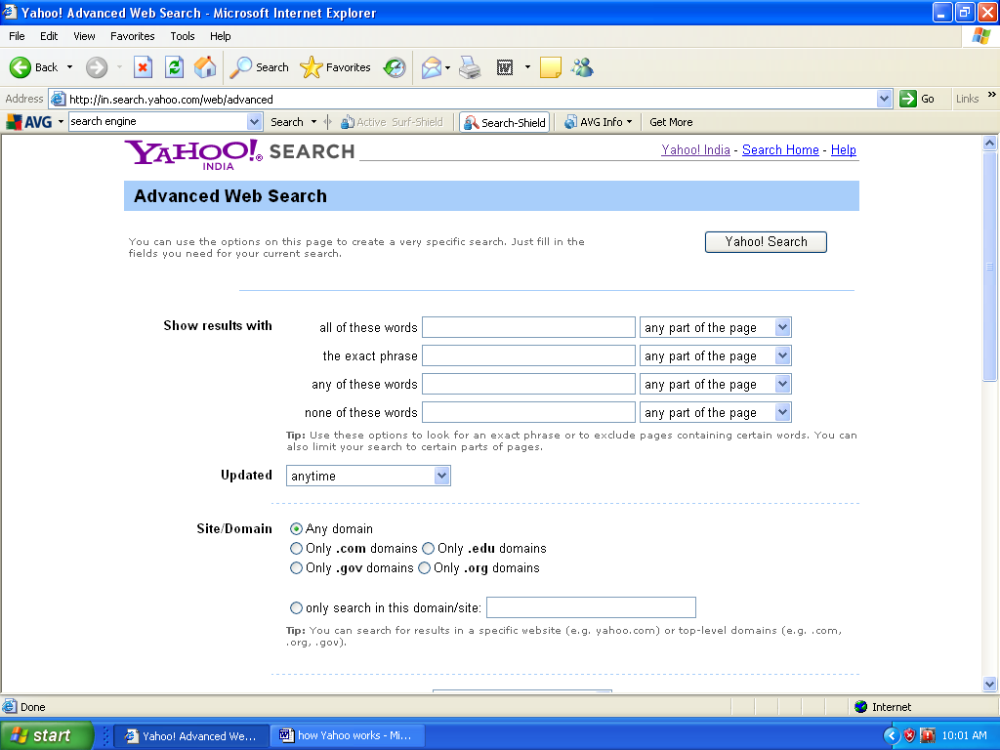 Yahoo! Advanced Web Search - Microsoft Internet Explorer
File Edit View Favorites Tools Help
Back Search Favorites
Address http://in.search.yahoo.com/web/advanced Go Links »
AVG search engine Search Active Surf-Shield Search-Shield AVG Info Get More
YAHOO! INDIA SEARCH Yahoo! India - Search Home - Help
Advanced Web Search
You can use the options on this page to create a very specific search. Just fill in the
fields you need for your current search.
Yahoo! Search
Show results with all of these words any part of the page
the exact phrase any part of the page
any of these words any part of the page
none of these words any part of the page
Tip: Use these options to look for an exact phrase or to exclude pages containing certain words. You can
also limit your search to certain parts of pages.
Updated anytime
Site/Domain Any domain
Only .com domains Only .edu domains
Only .gov domains Only .org domains
only search in this domain/site:
Tip: You can search for results in a specific website (e.g. yahoo.com) or top-level domains (e.g. .com,
.org, .gov).
Done Internet
start Yahoo! Advanced We... how Yahoo works - Mi... 10:01 AM